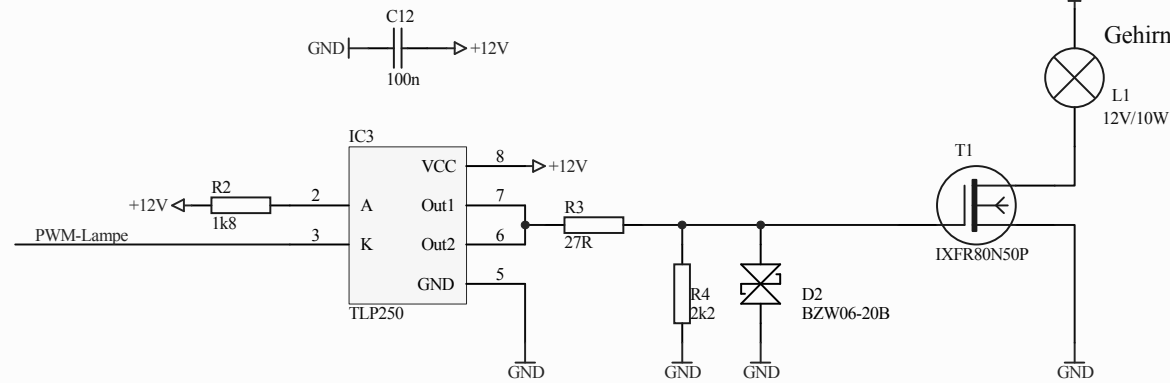 C12
GND
+12V
100n
Gehirn
L1
12V/10W
IC3
VCC
8
+12V
T1
+12V
R2
1k8
2
A
Out1
7
R3
27R
PWM-Lampe
3
K
Out2
6
IXFR80N50P
GND
5
TLP250
R4
2k2
D2
BZW06-20B
GND
GND
GND
GND